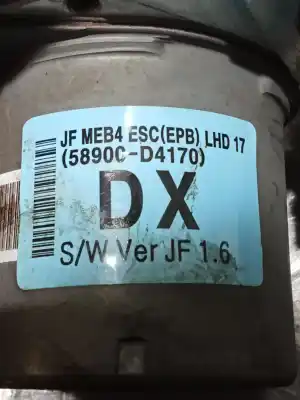 JF MEB4 ESC(EPB) LHD 17
(58900-D4170)
DX
S/W Ver JF 1.6